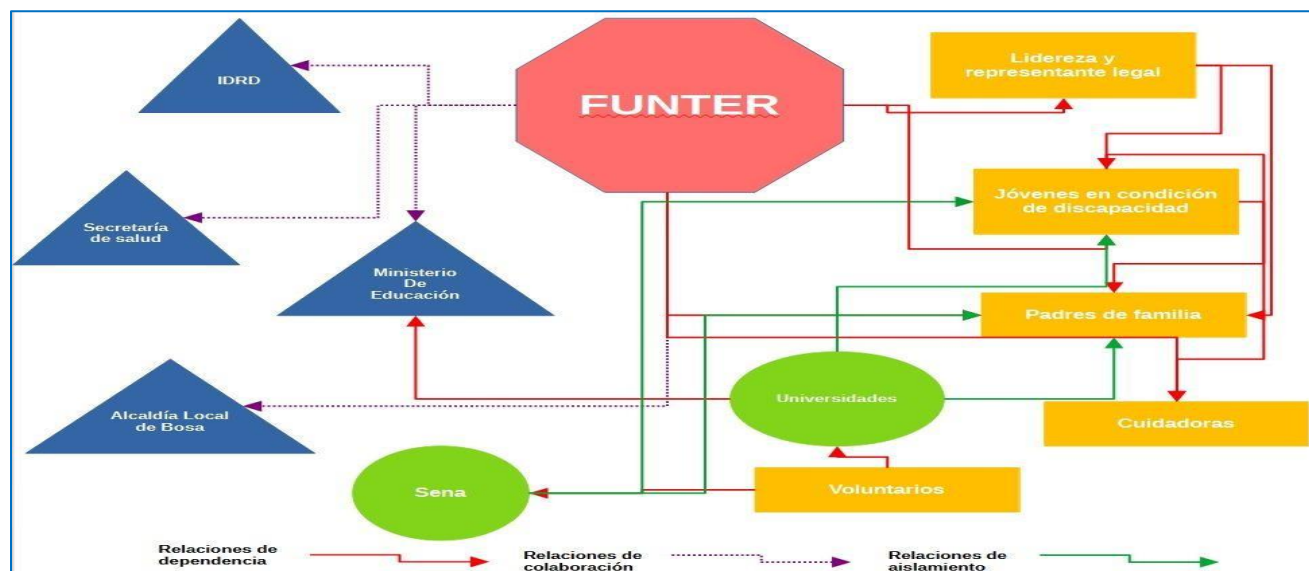 FUNTER
Lidereza y
representante legal
IDRD
Jóvenes en condición
de discapacidad
Secretaría
de salud
Ministerio
De
Educación
Padres de familia
Universidades
Alcaldía Local
de Bosa
Cuidadoras
Sena
Voluntarios
Relaciones de
dependencia
Relaciones de
colaboración
Relaciones de
aislamiento